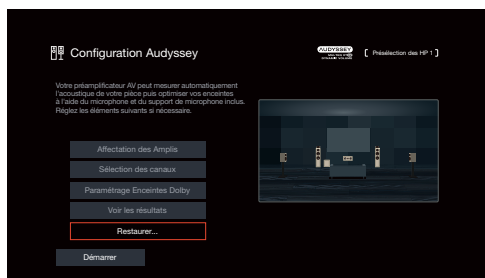 Configuration Audyssey
AUDYSSEY
[ Présélection des HP 1 ]
Votre préamplificateur AV peut mesurer automatiquement
l'acoustique de votre pièce puis optimiser vos enceintes
à l'aide du microphone et du support de microphone inclus.
Réglez les éléments suivants si nécessaire.
Affectation des Amplis
Sélection des canaux
Paramétrage Enceintes Dolby
Voir les résultats
Restaurer...
Démarrer